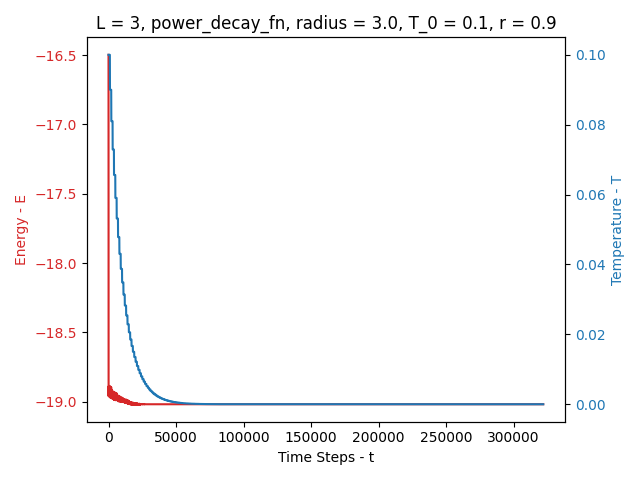 L = 3, power_decay_fn, radius = 3.0, T_0 = 0.1, r = 0.9
−16.5
−17.0
−17.5
−18.0
−18.5
−19.0
Energy - E
0.10
0.08
0.06
0.04
0.02
0.00
Temperature - T
0 50000 100000 150000 200000 250000 300000
Time Steps - t